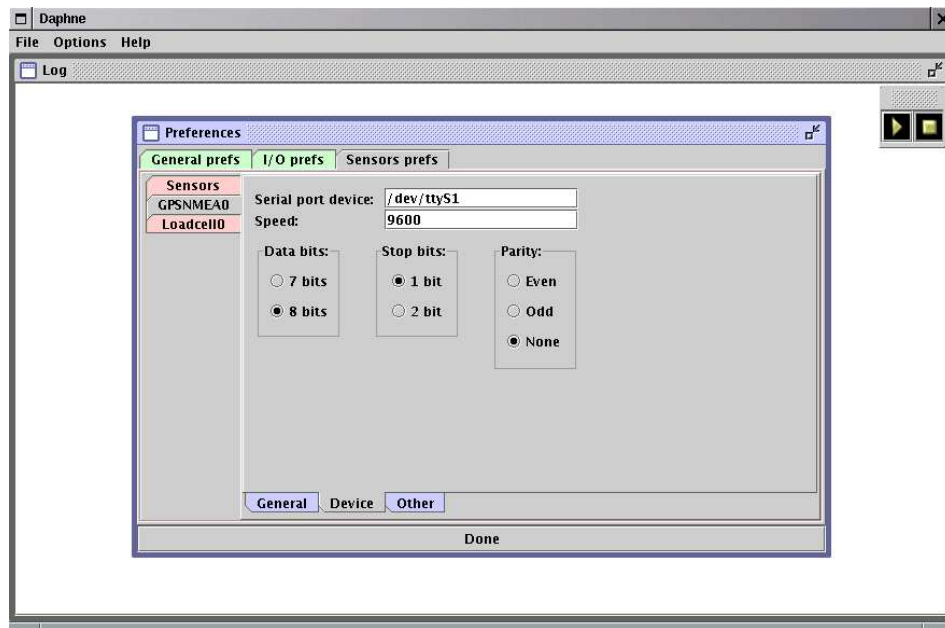 Daphne
File Options Help
Log
Preferences
General prefs I/O prefs Sensors prefs
Sensors
GPSNMEA0
Loadcell0
Serial port device: /dev/ttyS1
Speed: 9600
Data bits: Stop bits: Parity:
7 bits 1 bit Even
8 bits 2 bit Odd
None
General Device Other
Done